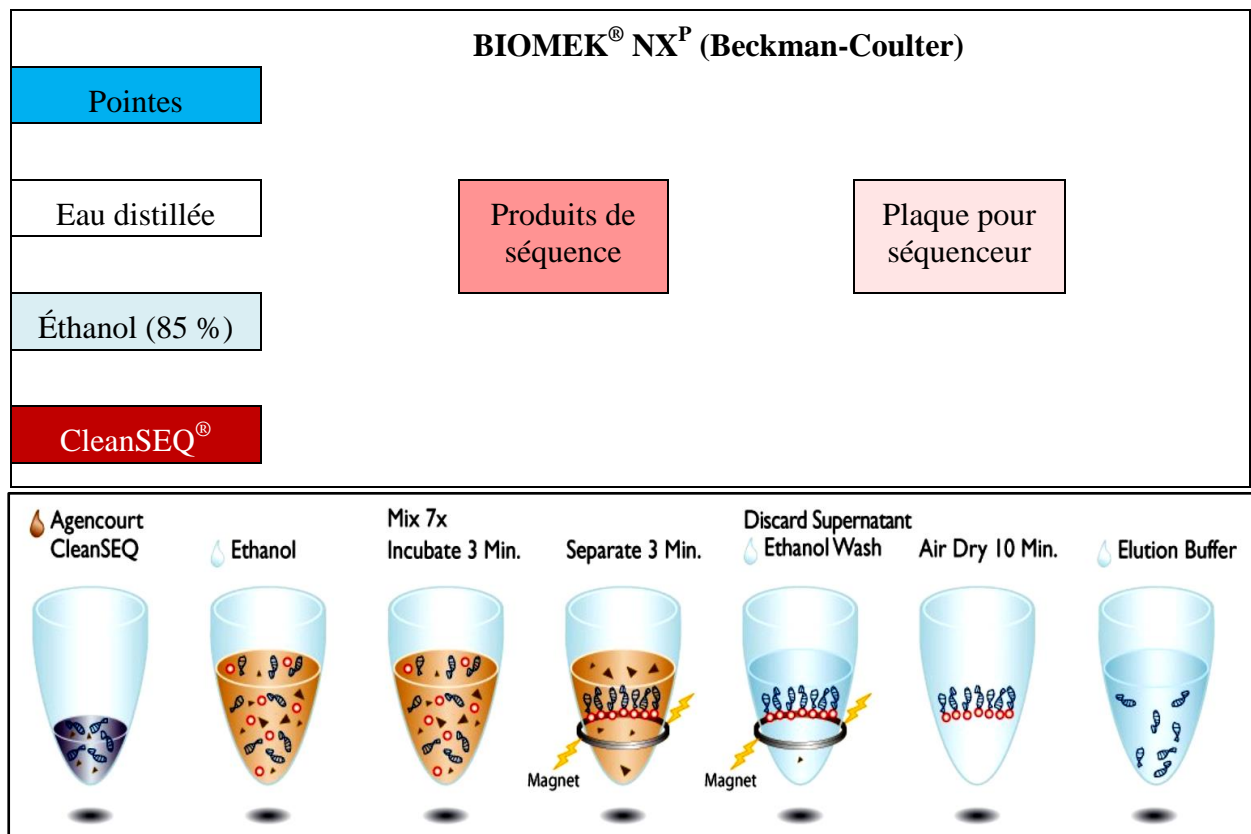 BIOMEK® NXᴾ (Beckman-Coulter)
Pointes
Eau distillée
Produits de
séquence
Plaque pour
séquenceur
Éthanol (85 %)
CleanSEQ®
Agencourt
CleanSEQ
Ethanol
Mix 7x
Incubate 3 Min.
Separate 3 Min.
Magnet
Discard Supernatant
Ethanol Wash
Magnet
Air Dry 10 Min.
Elution Buffer